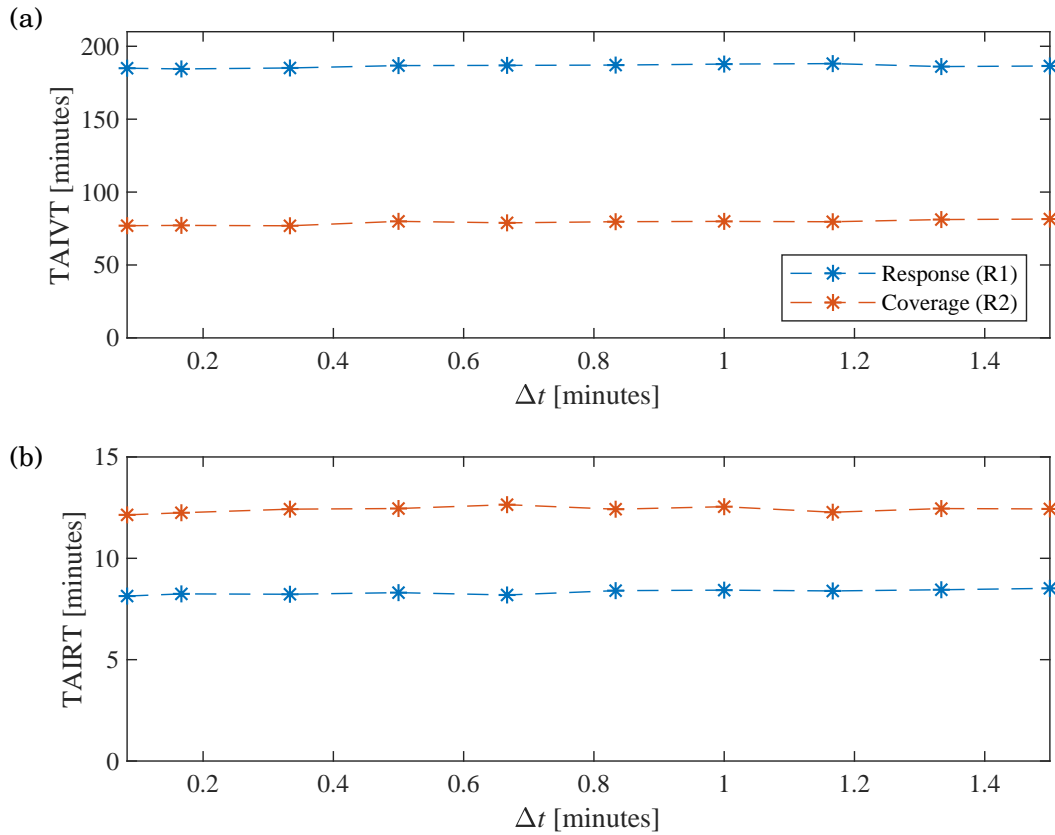 (a)
200
150
100
50
0
TAIVT [minutes]
Response (R1)
Coverage (R2)
0.2 0.4 0.6 0.8 1 1.2 1.4
Δt [minutes]
(b)
15
10
5
0
TAIRT [minutes]
0.2 0.4 0.6 0.8 1 1.2 1.4
Δt [minutes]